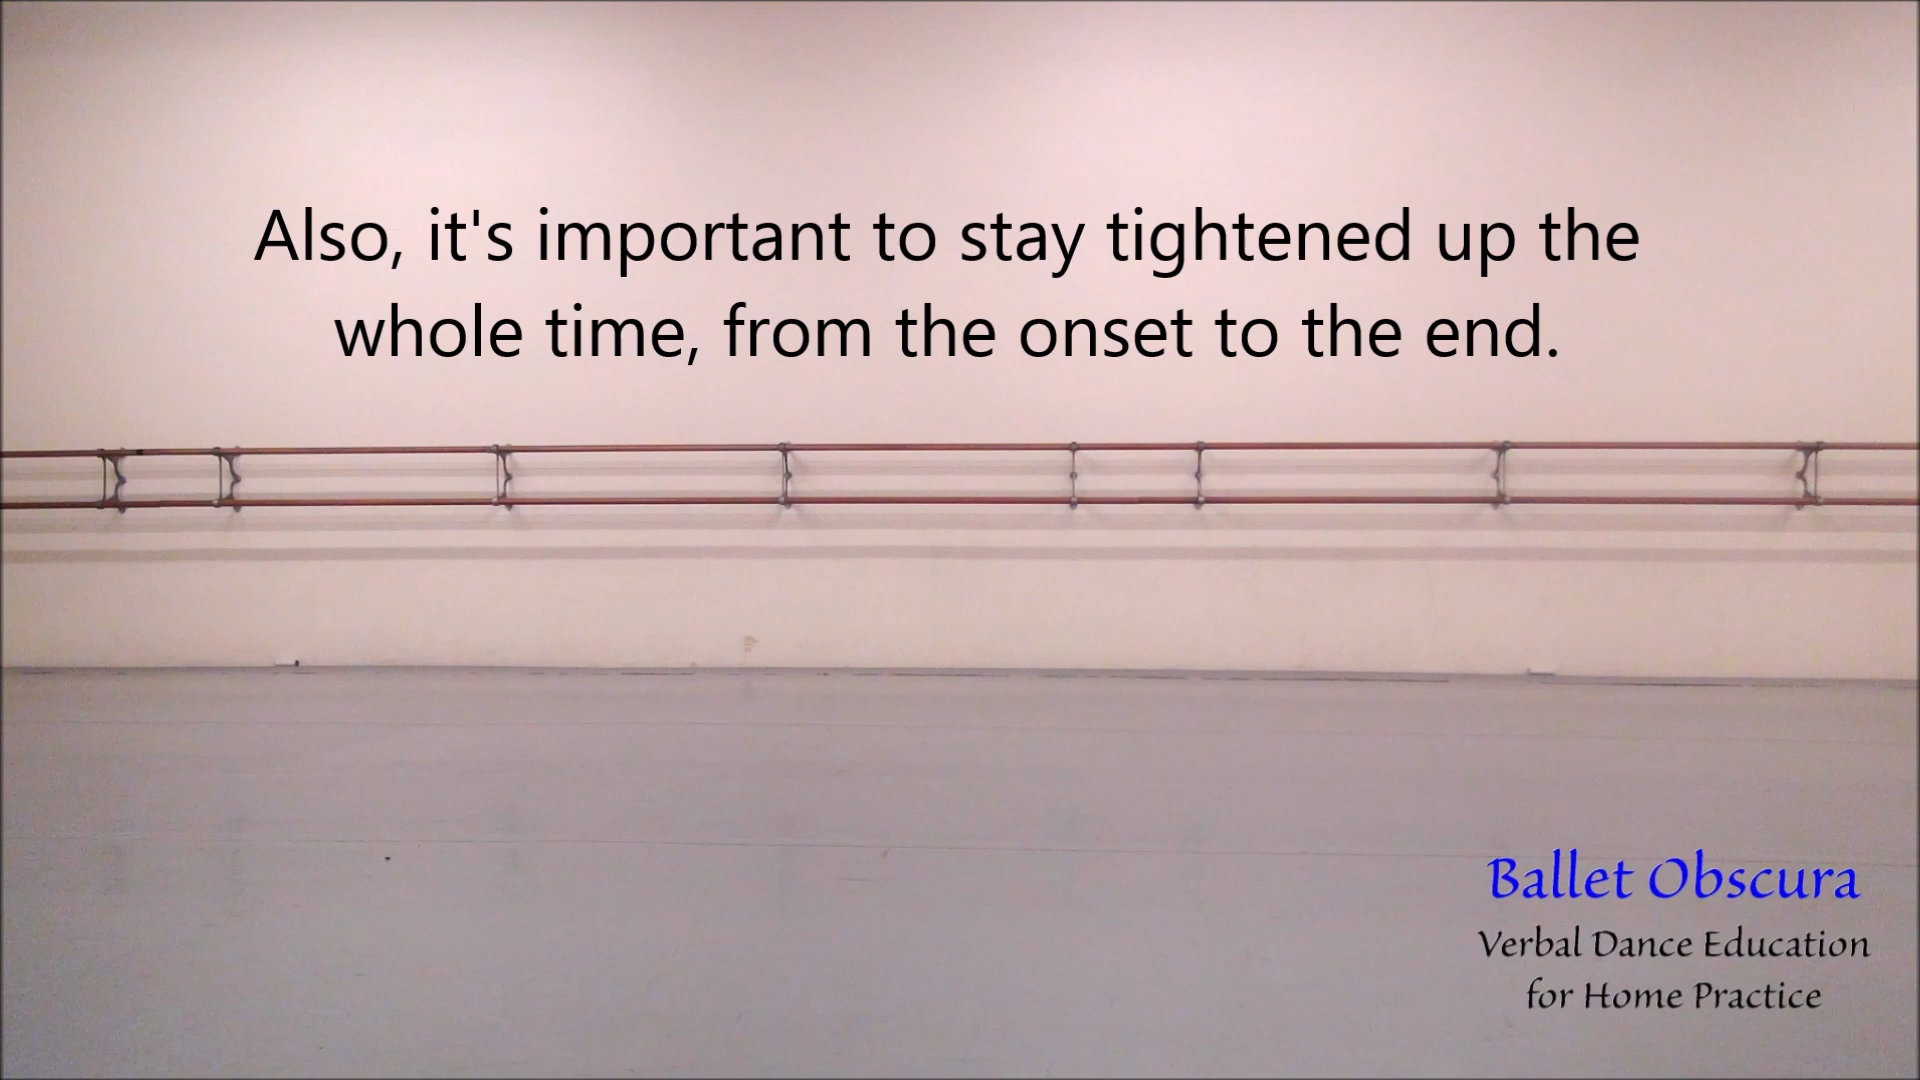 Also, it's important to stay tightened up the
whole time, from the onset to the end.
Ballet Obscura
Verbal Dance Education
for Home Practice